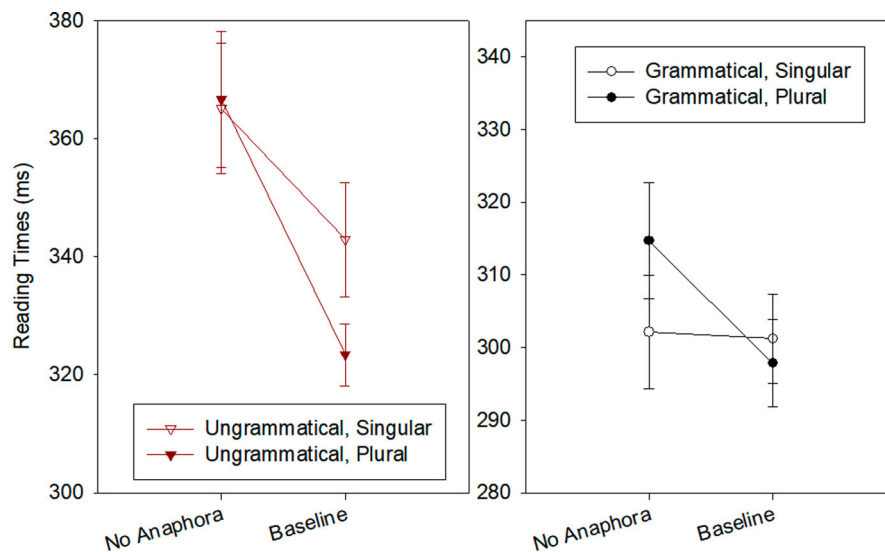 Reading Times (ms)
380
360
340
320
300
Ungrammatical, Singular
Ungrammatical, Plural
No Anaphora
Baseline
340
330
320
310
300
290
280
Grammatical, Singular
Grammatical, Plural
No Anaphora
Baseline